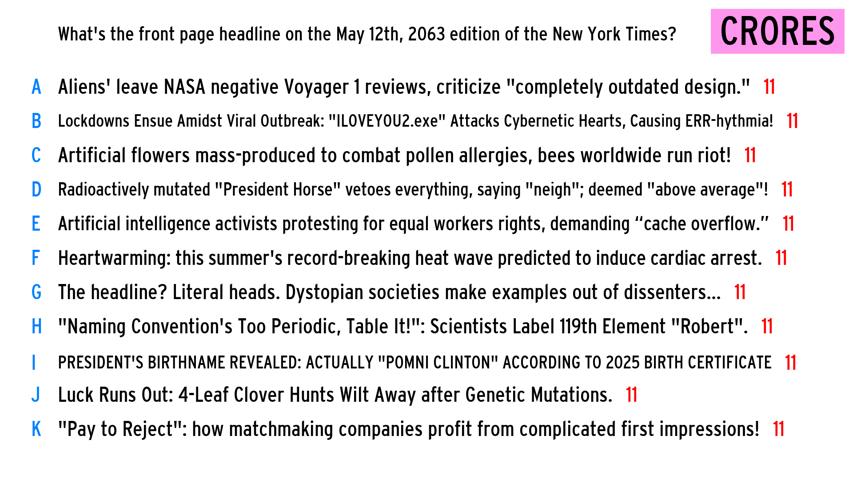 What's the front page headline on the May 12th, 2063 edition of the New York Times? CRORES
A Aliens' leave NASA negative Voyager 1 reviews, criticize "completely outdated design." 11
B Lockdowns Ensue Amidst Viral Outbreak: "ILOVEYOU2.exe" Attacks Cybernetic Hearts, Causing ERR-hythmia! 11
C Artificial flowers mass-produced to combat pollen allergies, bees worldwide run riot! 11
D Radioactively mutated "President Horse" vetoes everything, saying "neigh"; deemed "above average"! 11
E Artificial intelligence activists protesting for equal workers rights, demanding “cache overflow.” 11
F Heartwarming: this summer's record-breaking heat wave predicted to induce cardiac arrest. 11
G The headline? Literal heads. Dystopian societies make examples out of dissenters... 11
H "Naming Convention's Too Periodic, Table It!": Scientists Label 119th Element "Robert". 11
I PRESIDENT'S BIRTHNAME REVEALED: ACTUALLY "POMNI CLINTON" ACCORDING TO 2025 BIRTH CERTIFICATE 11
J Luck Runs Out: 4-Leaf Clover Hunts Wilt Away after Genetic Mutations. 11
K "Pay to Reject": how matchmaking companies profit from complicated first impressions! 11